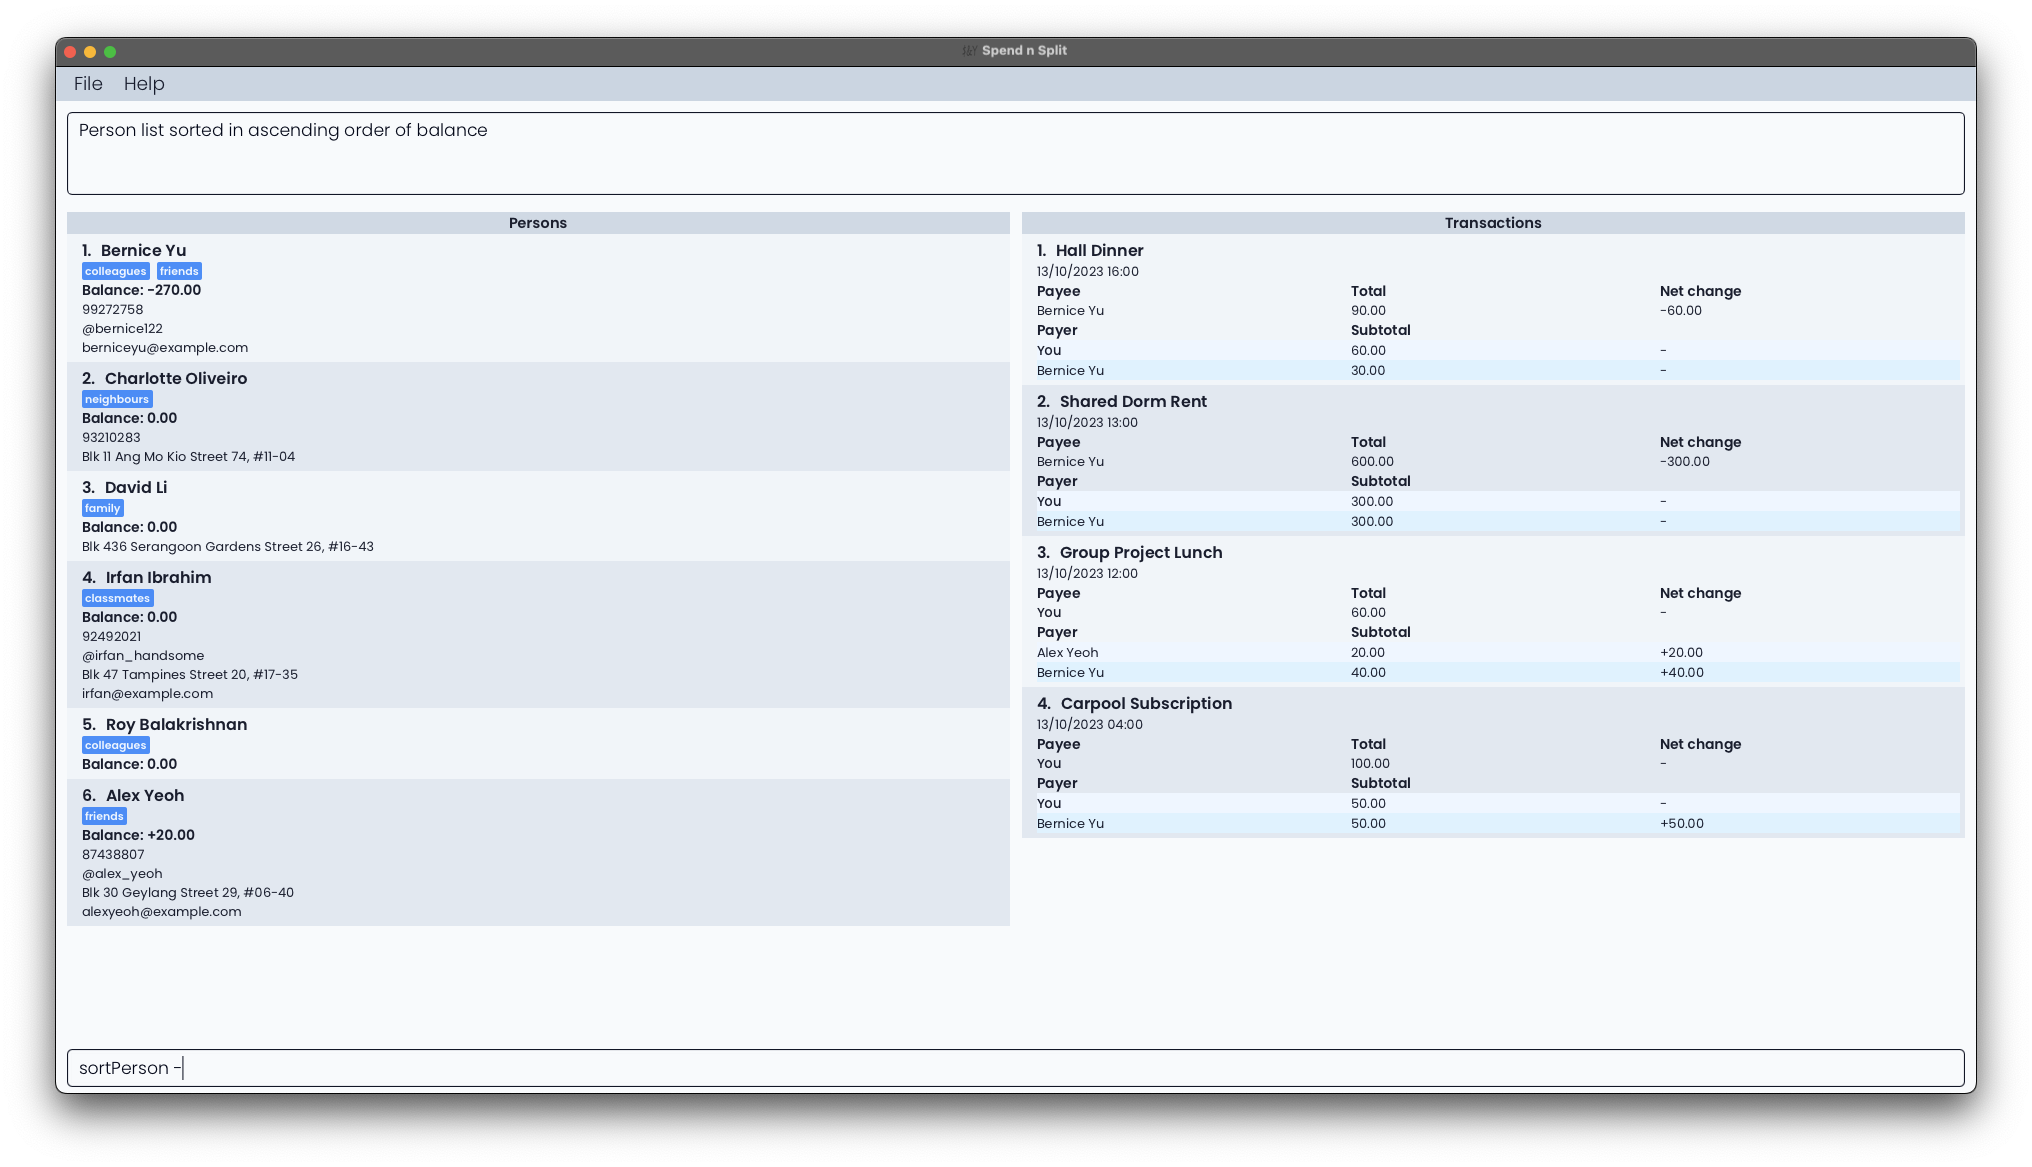 Spend n Split
File Help
Person list sorted in ascending order of balance
Persons
1. Bernice Yu
colleagues friends
Balance: -270.00
99272758
@bernice122
berniceyu@example.com
2. Charlotte Oliveiro
neighbours
Balance: 0.00
93210283
Blk 11 Ang Mo Kio Street 74, #11-04
3. David Li
family
Balance: 0.00
Blk 436 Serangoon Gardens Street 26, #16-43
4. Irfan Ibrahim
classmates
Balance: 0.00
92492021
@irfan_handsome
Blk 47 Tampines Street 20, #17-35
irfan@example.com
5. Roy Balakrishnan
colleagues
Balance: 0.00
6. Alex Yeoh
friends
Balance: +20.00
87438807
@alex_yeoh
Blk 30 Geylang Street 29, #06-40
alexyeoh@example.com
Transactions
1. Hall Dinner
13/10/2023 16:00
Payee Total Net change
Bernice Yu 90.00 -60.00
Payer Subtotal
You 60.00 -
Bernice Yu 30.00 -
2. Shared Dorm Rent
13/10/2023 13:00
Payee Total Net change
Bernice Yu 600.00 -300.00
Payer Subtotal
You 300.00 -
Bernice Yu 300.00 -
3. Group Project Lunch
13/10/2023 12:00
Payee Total Net change
You 60.00 -
Payer Subtotal
Alex Yeoh 20.00 +20.00
Bernice Yu 40.00 +40.00
4. Carpool Subscription
13/10/2023 04:00
Payee Total Net change
You 100.00 -
Payer Subtotal
You 50.00 -
Bernice Yu 50.00 +50.00
sortPerson -